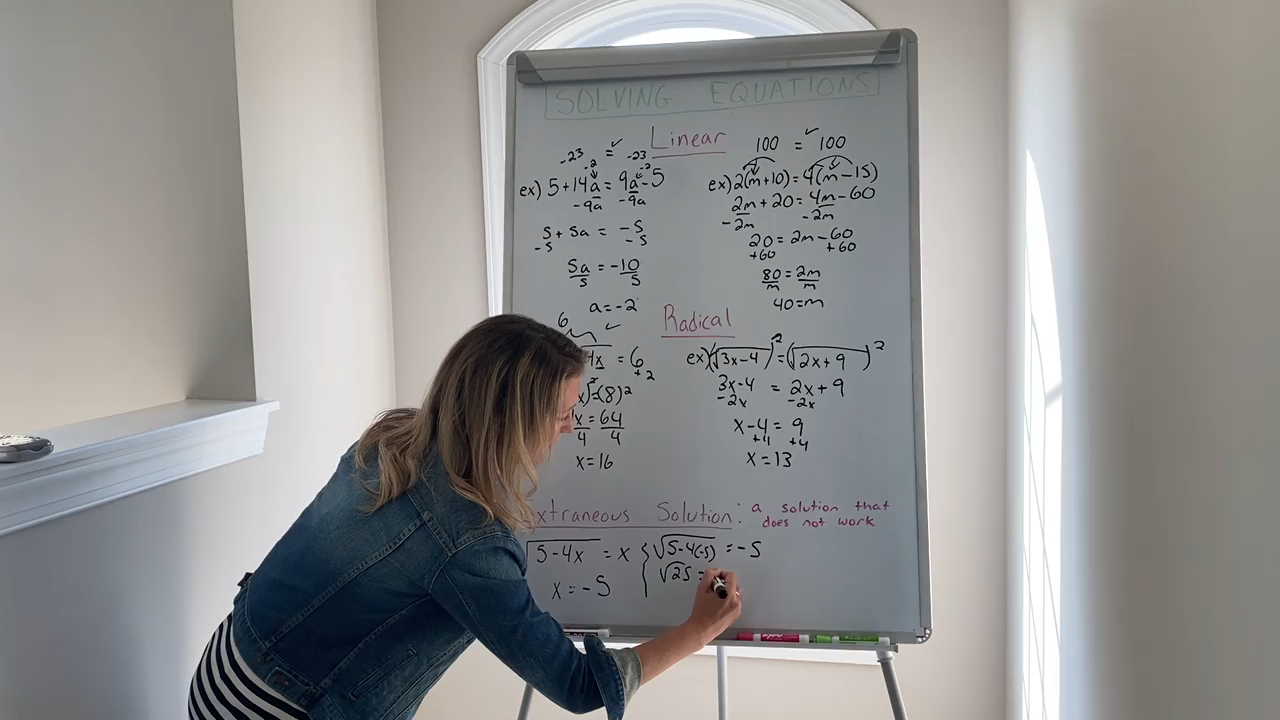 SOLVING EQUATIONS
Linear
-23 = ✓ -23
-2 -2
ex) 5+14a = 9a-5
-9a -9a
5+5a = -5
-5 -5
5a = -10
5 5
a=-2
100 = ✓ 100
ex) 2(m+10)=4(m-15)
2m+20=4m-60
-2m -2m
20=2m-60
+60 +60
80=2m
m m
40=m
Radical
6 ✓
4x = 6
+2
x)²=(8)²
x=64
4 4
x=16
ex) (√3x-4)²=(√2x+9)²
3x-4 = 2x+9
-2x -2x
x-4=9
+4 +4
x=13
xtraneous Solution: a solution that
does not work
√5-4x = x
x=-5
√5-4(-5) = -5
√25 =